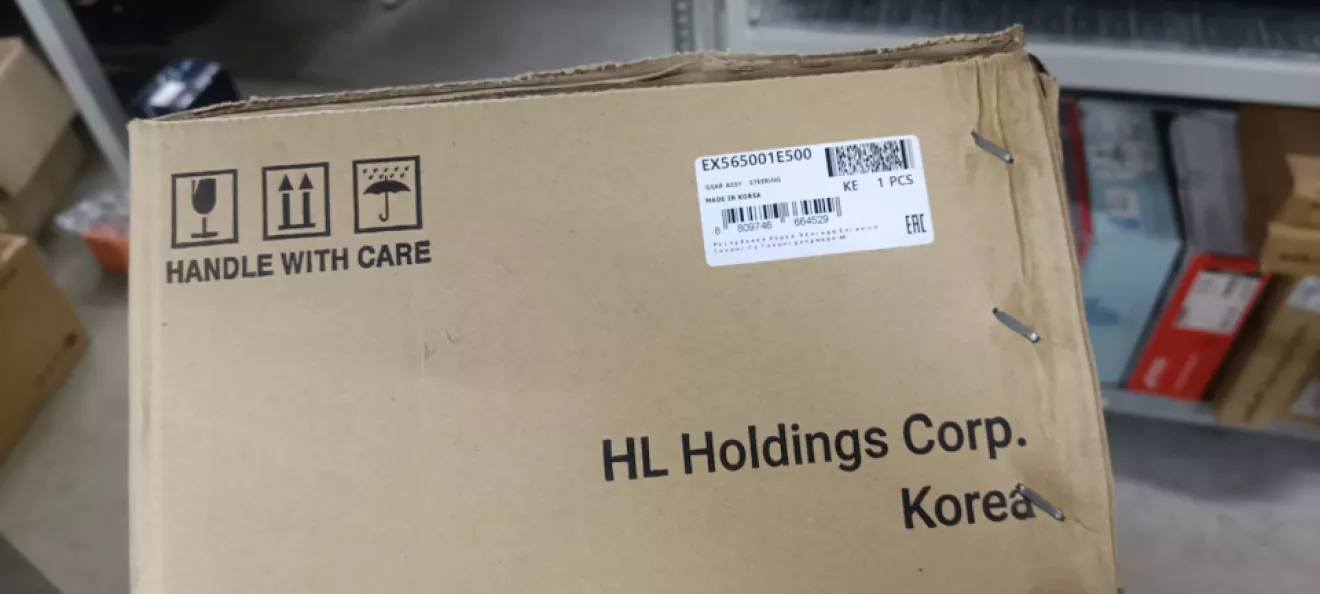 EX565001E500
GEAR ASSY STEERING
KE 1 PCS
MADE IN KOREA
8 809746 664529
EAC
HANDLE WITH CARE
HL Holdings Corp.
Korea